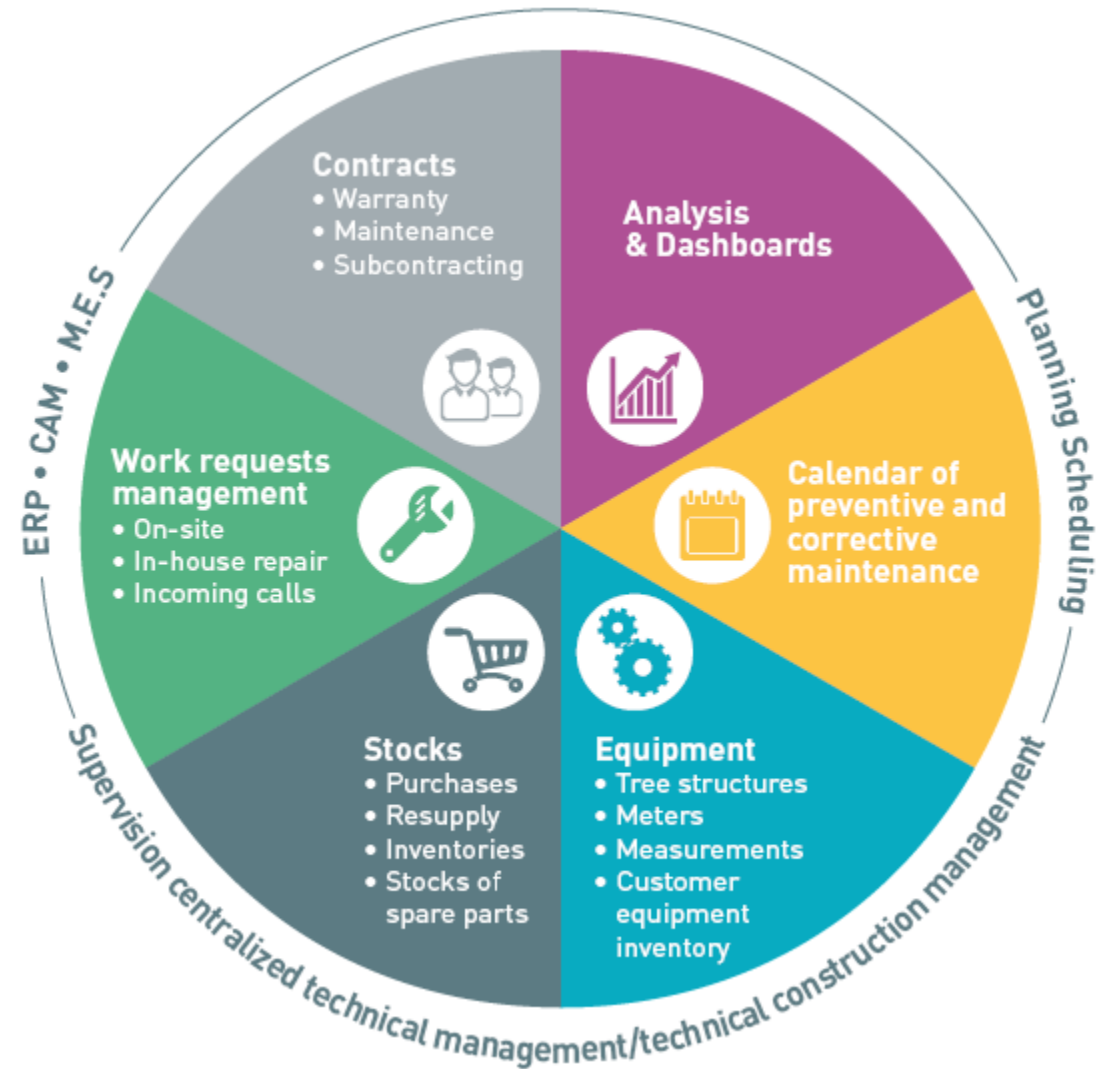 Contracts
• Warranty
• Maintenance
• Subcontracting
Analysis
& Dashboards
Calendar of
preventive and
corrective
maintenance
Equipment
• Tree structures
• Meters
• Measurements
• Customer
equipment
inventory
Stocks
• Purchases
• Resupply
• Inventories
• Stocks of
spare parts
Work requests
management
• On-site
• In-house repair
• Incoming calls
ERP • CAM • M.E.S
Planning Scheduling
Supervision centralized technical management/technical construction management